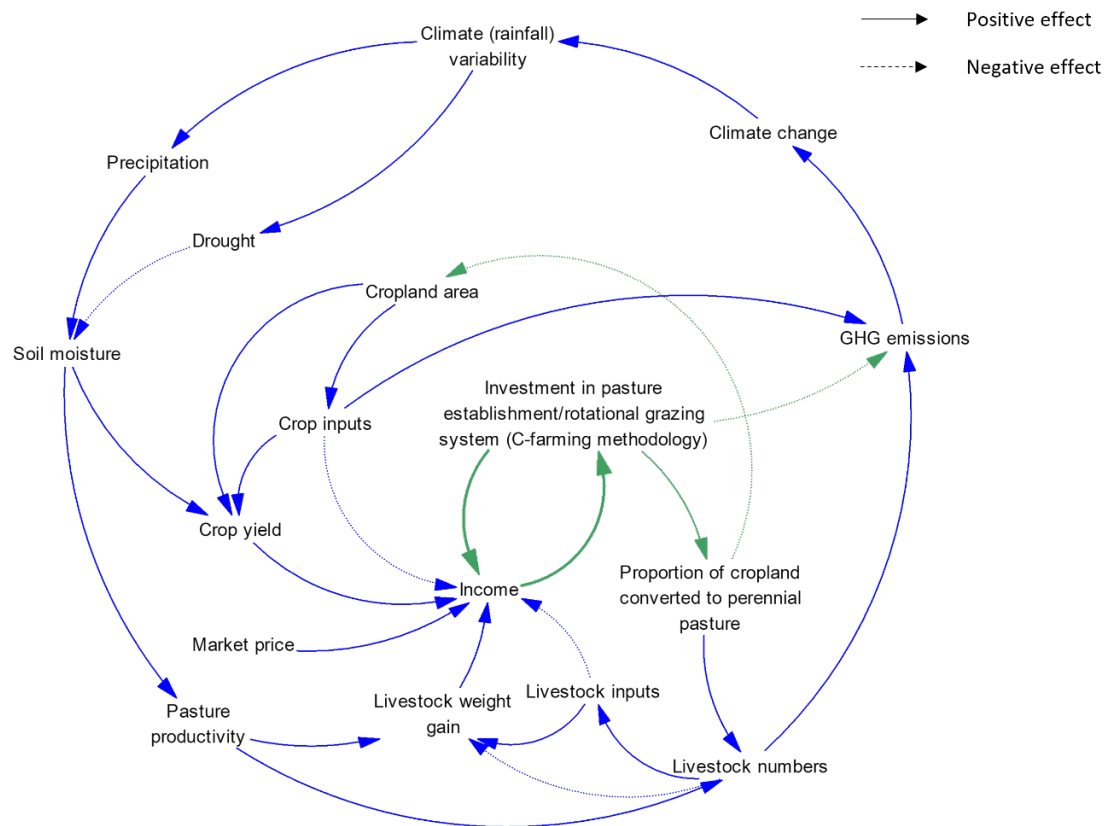 Positive effect
Climate (rainfall)
variability
Negative effect
Climate change
Precipitation
Drought
Cropland area
GHG emissions
Soil moisture
Investment in pasture
establishment/rotational grazing
system (C-farming methodology)
Crop inputs
Crop yield
Proportion of cropland
converted to perennial
pasture
Income
Market price
Livestock inputs
Livestock weight
gain
Pasture
productivity
Livestock numbers